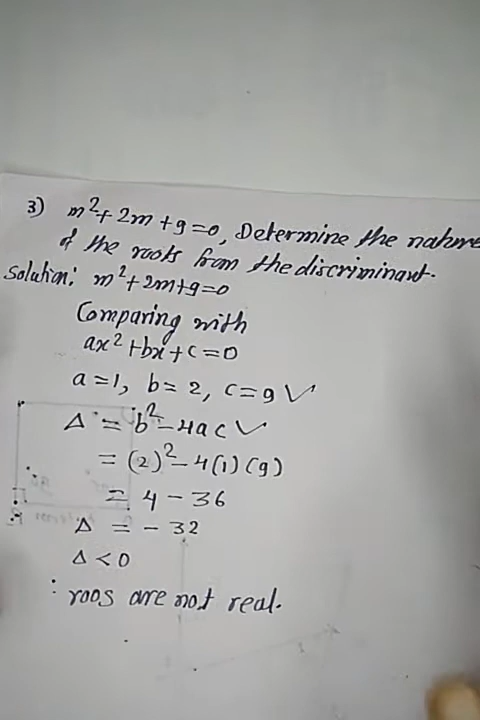 3) m²+2m+9=0, Determine the nature
of the roots from the discriminant.
Solution: m²+2m+9=0
Comparing with
ax²+bx+c=0
a=1, b=2, c=9 ✓
Δ = b²-4ac ✓
= (2)²-4(1)(9)
= 4-36
Δ = -32
Δ<0
: roos are not real.